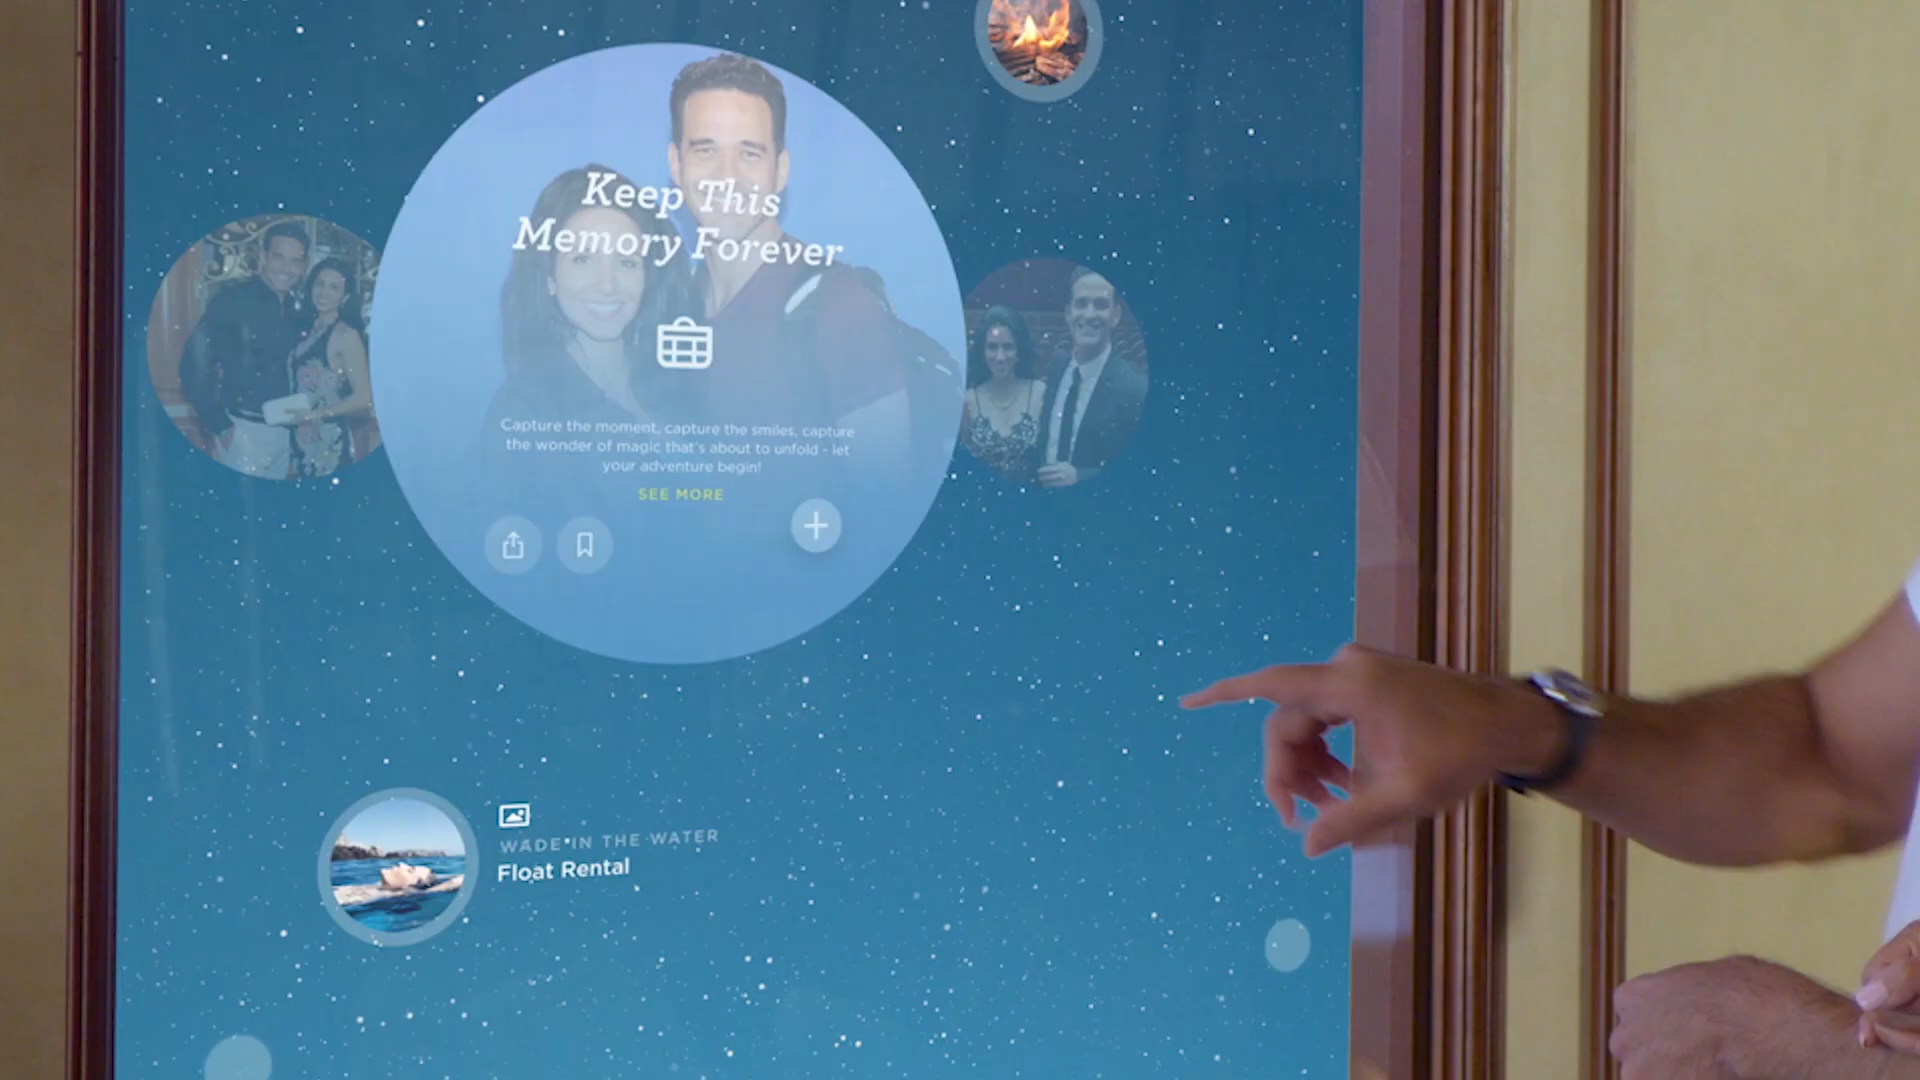 Keep This
Memory Forever
Capture the moment, capture the smiles, capture
the wonder of magic that's about to unfold - let
your adventure begin!
SEE MORE
WADE IN THE WATER
Float Rental